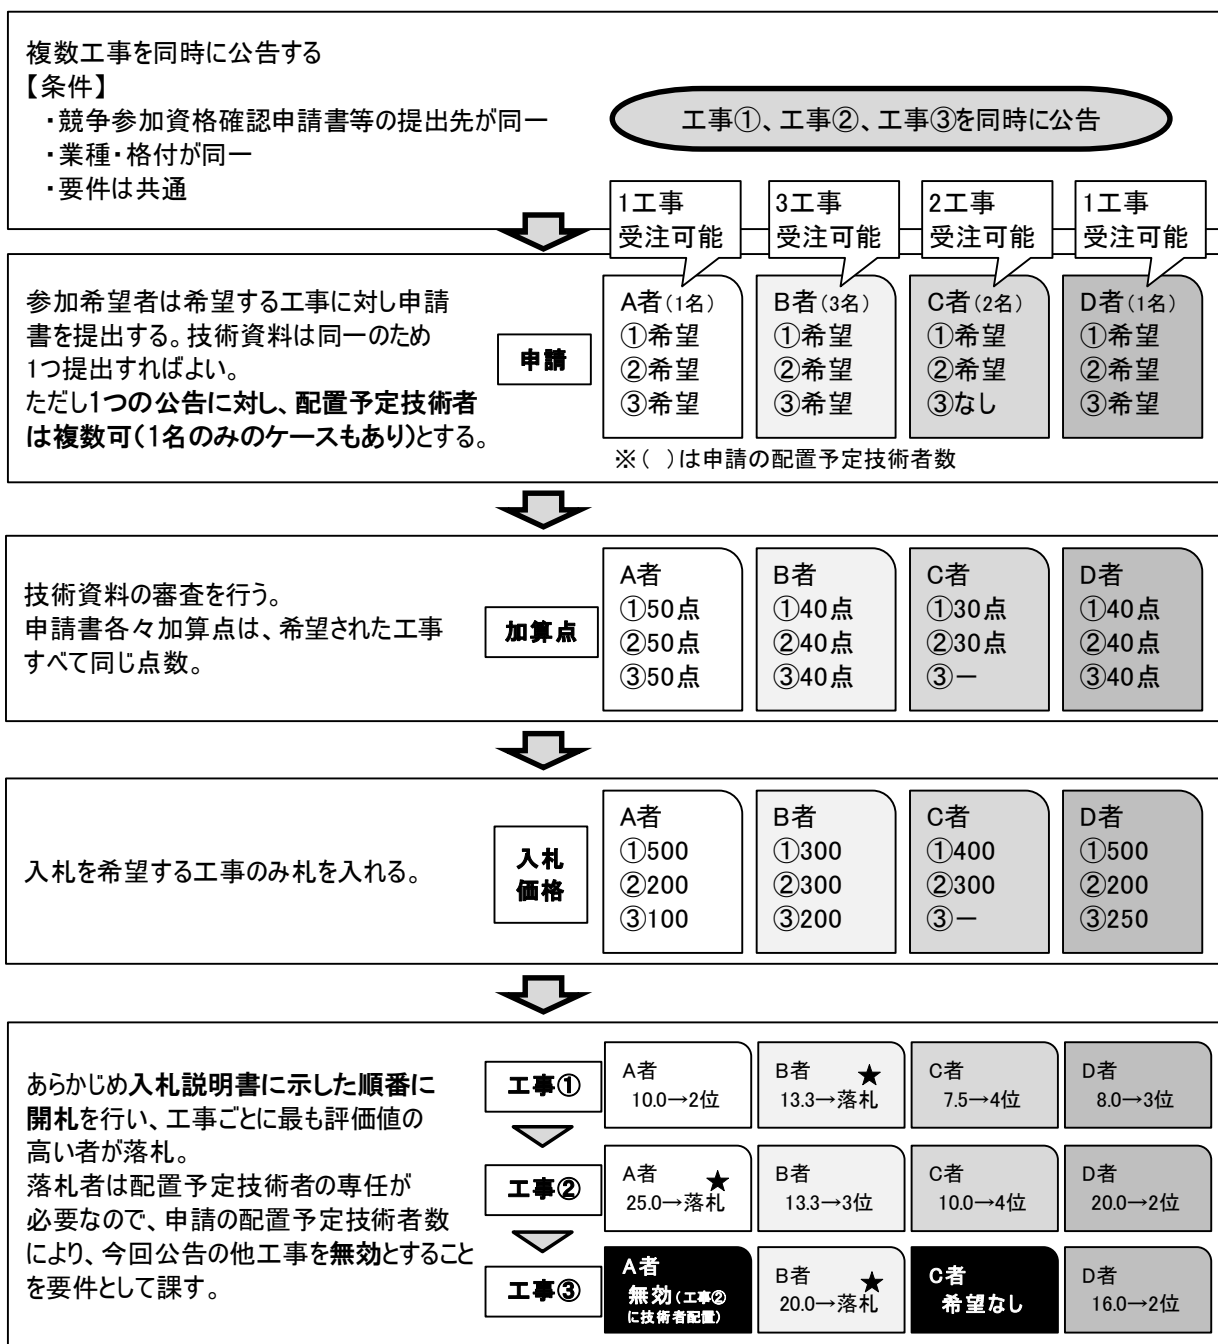 複数工事を同時に公告する
【条件】
・競争参加資格確認申請書等の提出先が同一
・業種・格付が同一
・要件は共通
工事①、工事②、工事③を同時に公告
1工事
受注可能
3工事
受注可能
2工事
受注可能
1工事
受注可能
参加希望者は希望する工事に対し申請
書を提出する。技術資料は同一のため
1つ提出すればよい。
ただし1つの公告に対し、配置予定技術者
は複数可(1名のみのケースもあり)とする。
申請
A者(1名)
①希望
②希望
③希望
B者(3名)
①希望
②希望
③希望
C者(2名)
①希望
②希望
③なし
D者(1名)
①希望
②希望
③希望
※( )は申請の配置予定技術者数
技術資料の審査を行う。
申請書各々加算点は、希望された工事
すべて同じ点数。
加算点
A者
①50点
②50点
③50点
B者
①40点
②40点
③40点
C者
①30点
②30点
③ー
D者
①40点
②40点
③40点
入札を希望する工事のみ札を入れる。
入札
価格
A者
①500
②200
③100
B者
①300
②300
③200
C者
①400
②300
③ー
D者
①500
②200
③250
あらかじめ入札説明書に示した順番に
開札を行い、工事ごとに最も評価値の
高い者が落札。
落札者は配置予定技術者の専任が
必要なので、申請の配置予定技術者数
により、今回公告の他工事を無効とすること
を要件として課す。
工事①
A者
10.0→2位
B者 ★
13.3→落札
C者
7.5→4位
D者
8.0→3位
工事②
A者 ★
25.0→落札
B者
13.3→3位
C者
10.0→4位
D者
20.0→2位
工事③
A者
無効(工事②
に技術者配置)
B者 ★
20.0→落札
C者
希望なし
D者
16.0→2位